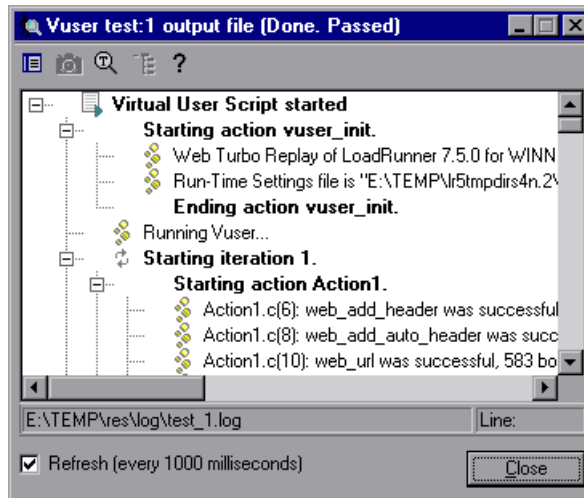 Vuser test:1 output file (Done. Passed)
?
Virtual User Script started
Starting action vuser_init.
Web Turbo Replay of LoadRunner 7.5.0 for WINN
Run-Time Settings file is "E:\TEMP\lr5tmpdirs4n.2\
Ending action vuser_init.
Running Vuser...
Starting iteration 1.
Starting action Action1.
Action1.c(6): web_add_header was successful
Action1.c(8): web_add_auto_header was succ
Action1.c(10): web_url was successful, 583 bo
E:\TEMP\res\log\test_1.log
Line:
Refresh (every 1000 milliseconds)
Close